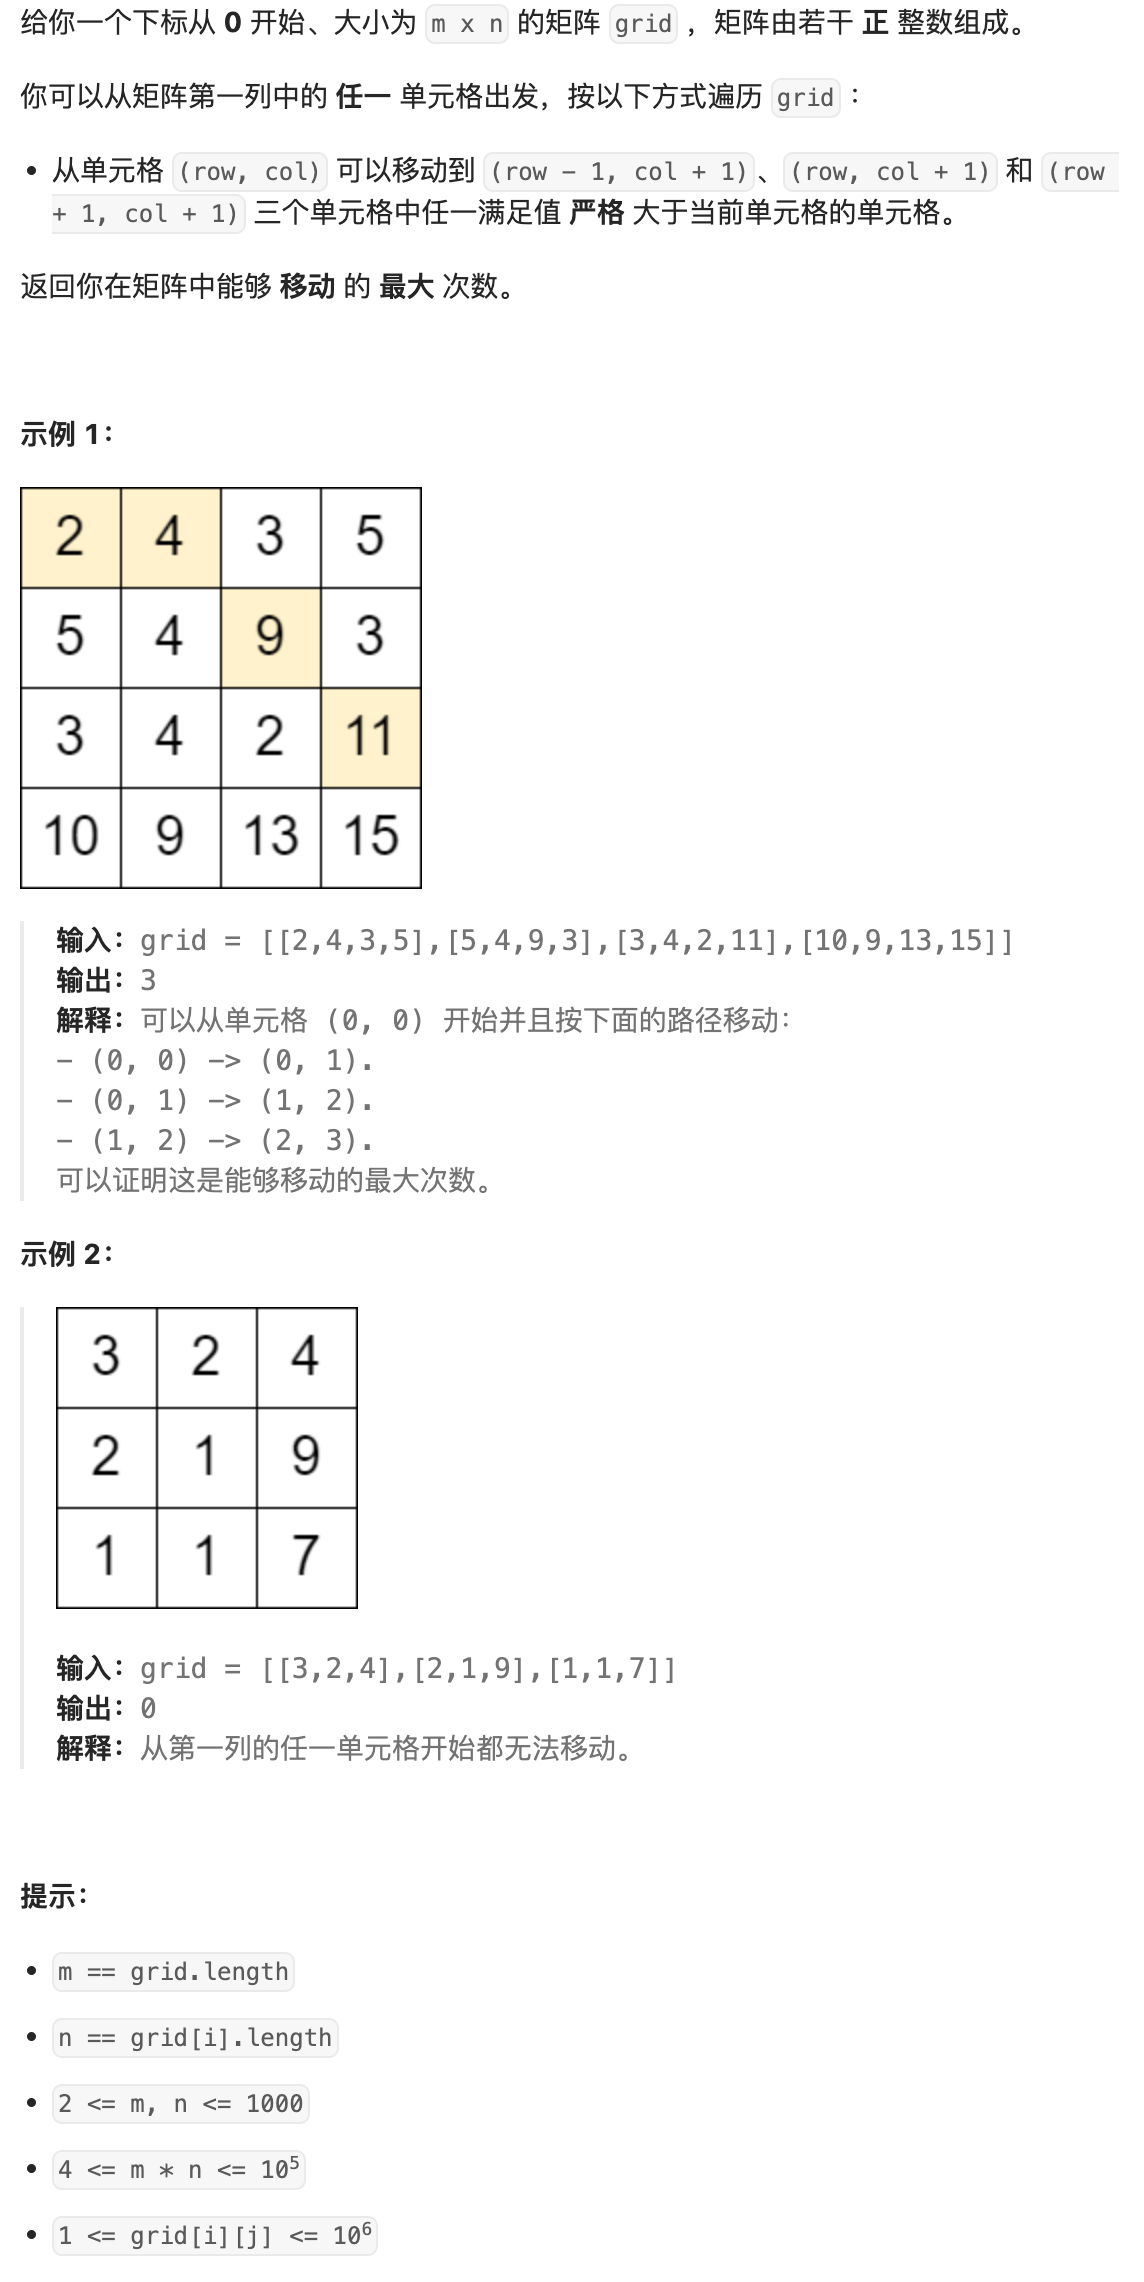 给你一个下标从 0 开始、大小为 m x n 的矩阵 grid ，矩阵由若干 正 整数组成。
你可以从矩阵第一列中的 任一 单元格出发，按以下方式遍历 grid ：
• 从单元格 (row, col) 可以移动到 (row - 1, col + 1)、(row, col + 1) 和 (row
+ 1, col + 1) 三个单元格中任一满足值 严格 大于当前单元格的单元格。
返回你在矩阵中能够 移动 的 最大 次数。
示例 1：
2 4 3 5
5 4 9 3
3 4 2 11
10 9 13 15
输入：grid = [[2,4,3,5],[5,4,9,3],[3,4,2,11],[10,9,13,15]]
输出：3
解释：可以从单元格 (0, 0) 开始并且按下面的路径移动：
- (0, 0) -> (0, 1).
- (0, 1) -> (1, 2).
- (1, 2) -> (2, 3).
可以证明这是能够移动的最大次数。
示例 2：
3 2 4
2 1 9
1 1 7
输入：grid = [[3,2,4],[2,1,9],[1,1,7]]
输出：0
解释：从第一列的任一单元格开始都无法移动。
提示：
• m == grid.length
• n == grid[i].length
• 2 <= m, n <= 1000
• 4 <= m * n <= 10⁵
• 1 <= grid[i][j] <= 10⁶